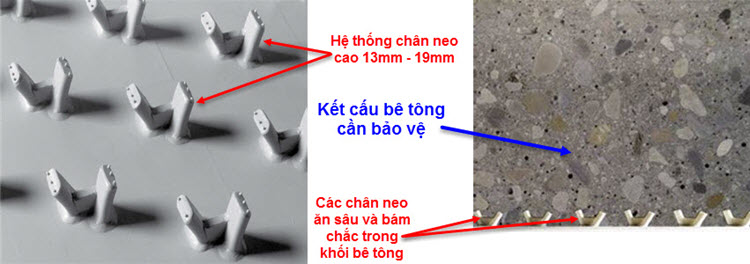 Hệ thống chân neo
cao 13mm - 19mm
Kết cấu bê tông
cần bảo vệ
Các chân neo
ăn sâu và bám
chắc trong
khối bê tông